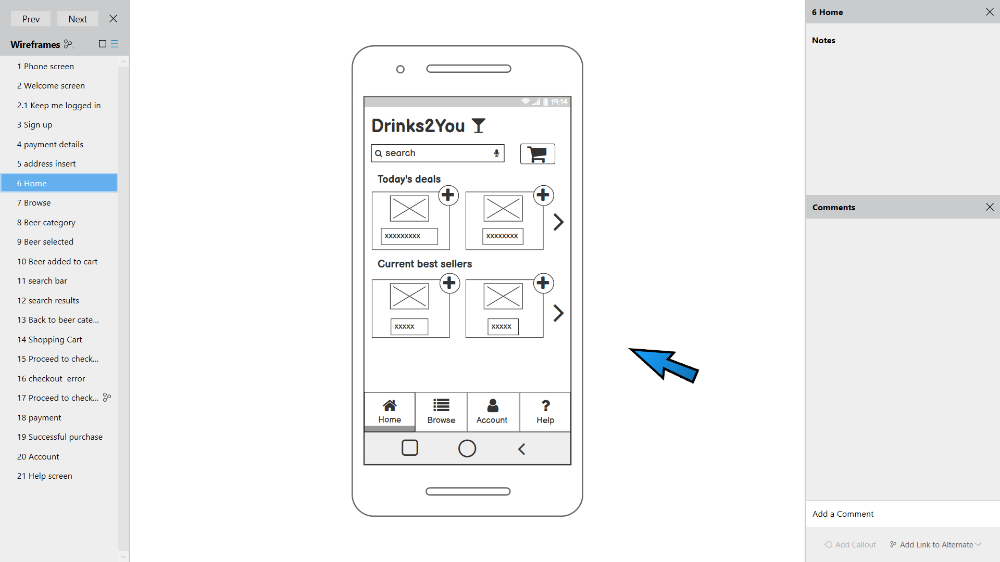 Prev Next
Wireframes
1 Phone screen
2 Welcome screen
2.1 Keep me logged in
3 Sign up
4 payment details
5 address insert
6 Home
7 Browse
8 Beer category
9 Beer selected
10 Beer added to cart
11 search bar
12 search results
13 Back to beer cate...
14 Shopping Cart
15 Proceed to check...
16 checkout  error
17 Proceed to check...
18 payment
19 Successful purchase
20 Account
21 Help screen
19:14
Drinks2You
search
Today's deals
xxxxxxxxx xxxxxxxx
Current best sellers
xxxxx xxxxx
Home Browse Account ? Help
6 Home
Notes
Comments
Add a Comment
Add Callout Add Link to Alternate